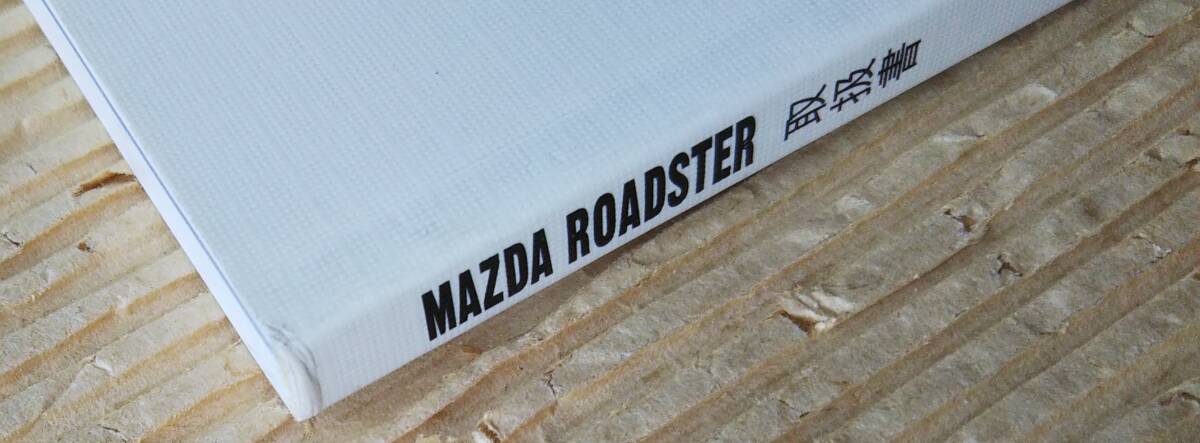 MAZDA ROADSTER 取扱書